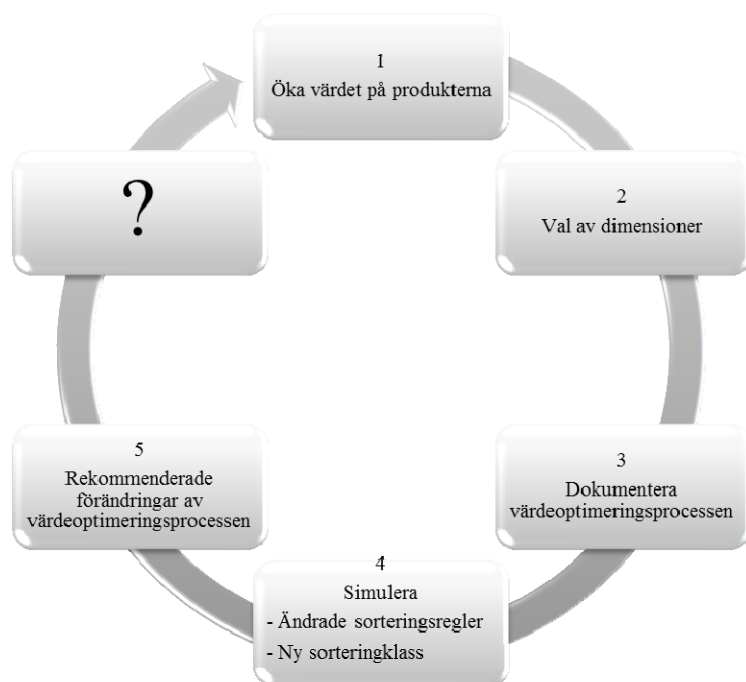 1
Öka värdet på produkterna
2
Val av dimensioner
3
Dokumentera
värdeoptimeringsprocessen
4
Simulera
- Ändrade sorteringsregler
- Ny sorteringklass
5
Rekommenderade
förändringar av
värdeoptimeringsprocessen
?